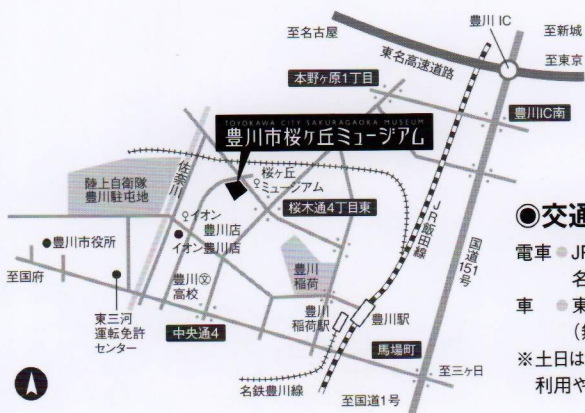 豊川 IC
至名古屋
至新城
東名高速道路
至東京
本野ヶ原1丁目
豊川IC南
TOYOKAWA CITY SAKURAGAOKA MUSEUM
豊川市桜ヶ丘ミュージアム
佐奈川
陸上自衛隊
豊川駐屯地
桜ヶ丘
ミュージアム
桜木通4丁目東
JR飯田線
国道151号
イオン
豊川店
イオン豊川店
豊川市役所
至国府
豊川
高校
文
豊川
稲荷
東三河
運転免許
センター
中央通4
豊川
稲荷駅
豊川駅
馬場町
至三ヶ日
名鉄豊川線
至国道1号
◉交通
電車 ● JR
名
車 ● 東
※土日は
利用や